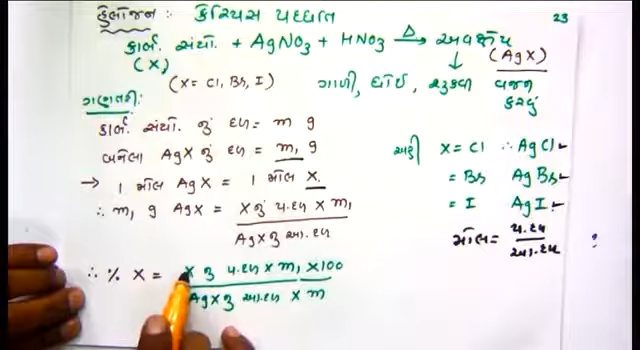 હેલોજન :- કેરિયસ પદ્ધતિ
23
કાર્બ. સંયો. + AgNO3 + HNO3 —Δ→ અવક્ષેપ
(X) (AgX)
(X = Cl, Br, I) ગાળી, ધોઈ, સૂકવી વજન કરવું
ગણતરી:
કાર્બ. સંયો. નું દળ = m g
બનેલા AgX નું દળ = m₁ g
→ 1 મોલ AgX = 1 મોલ X.
∴ m₁ g AgX = X નું પ.દળ × m₁ / AgX નું આ.દળ
∴ % X = X નું પ.દળ × m₁ × 100 / AgX નું આ.દળ × m
અહીં X = Cl ∴ AgCl
= Br AgBr
= I AgI
મોલ = પ.દળ / આ.દળ